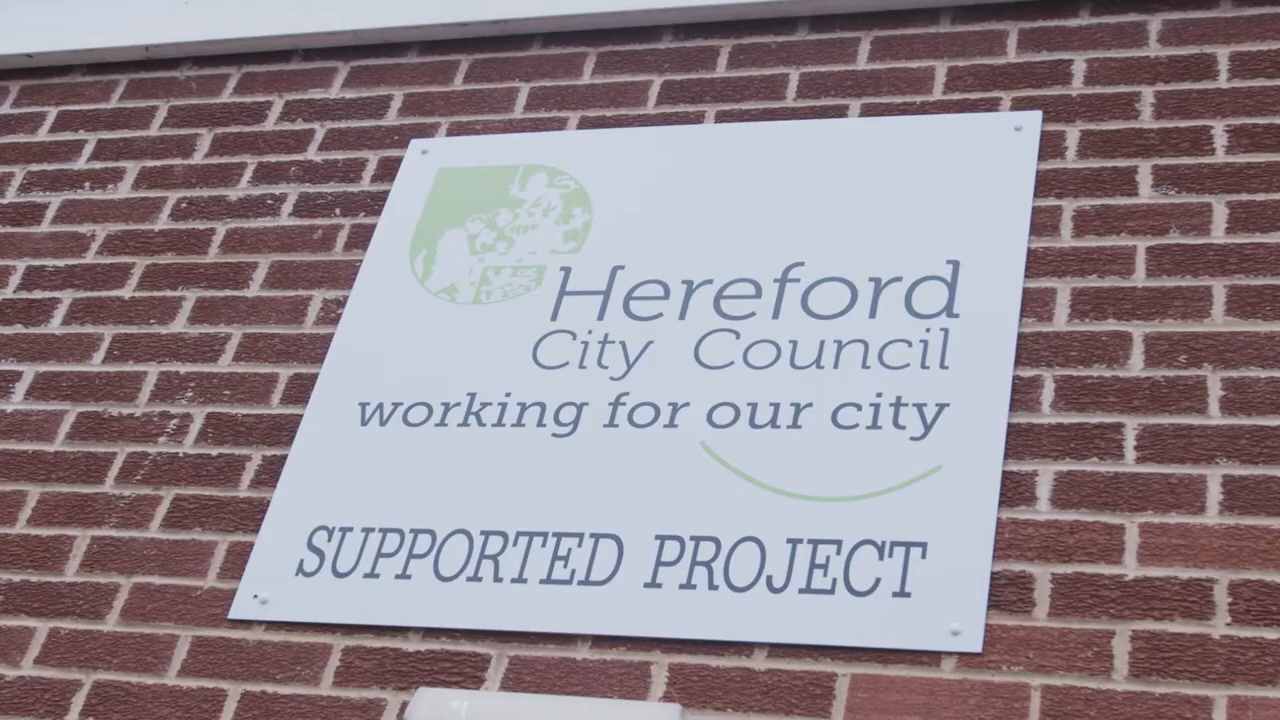 Hereford
City Council
working for our city
SUPPORTED PROJECT